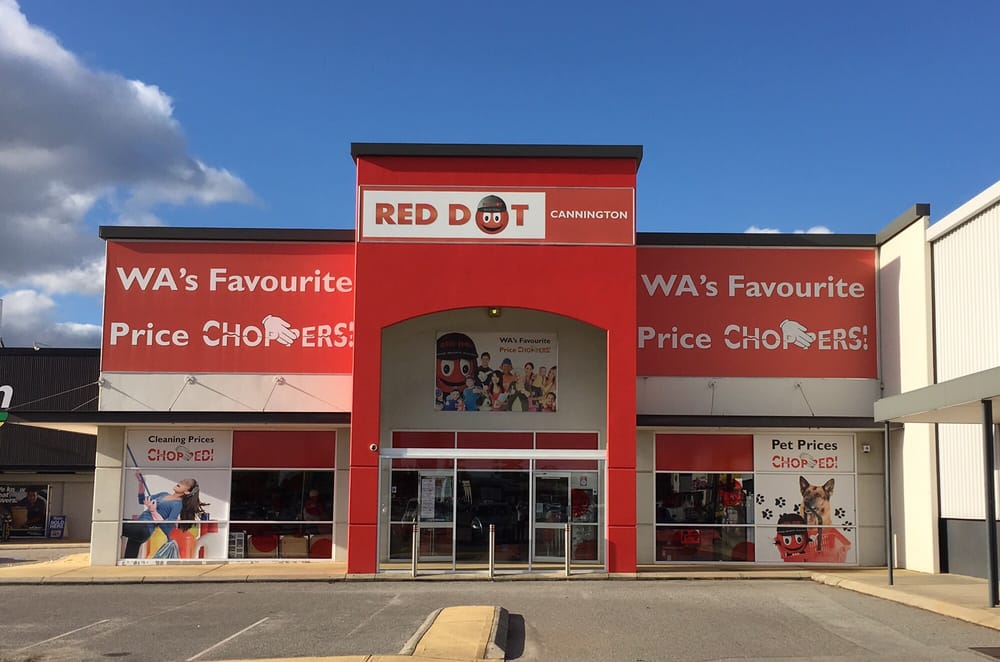 RED DOT
CANNINGTON
WA's Favourite
Price CHOPPERS!
WA's Favourite
Price CHOPPERS!
WA's Favourite
Price CHOPPERS!
Cleaning Prices
CHOPPED!
Pet Prices
CHOPPED!